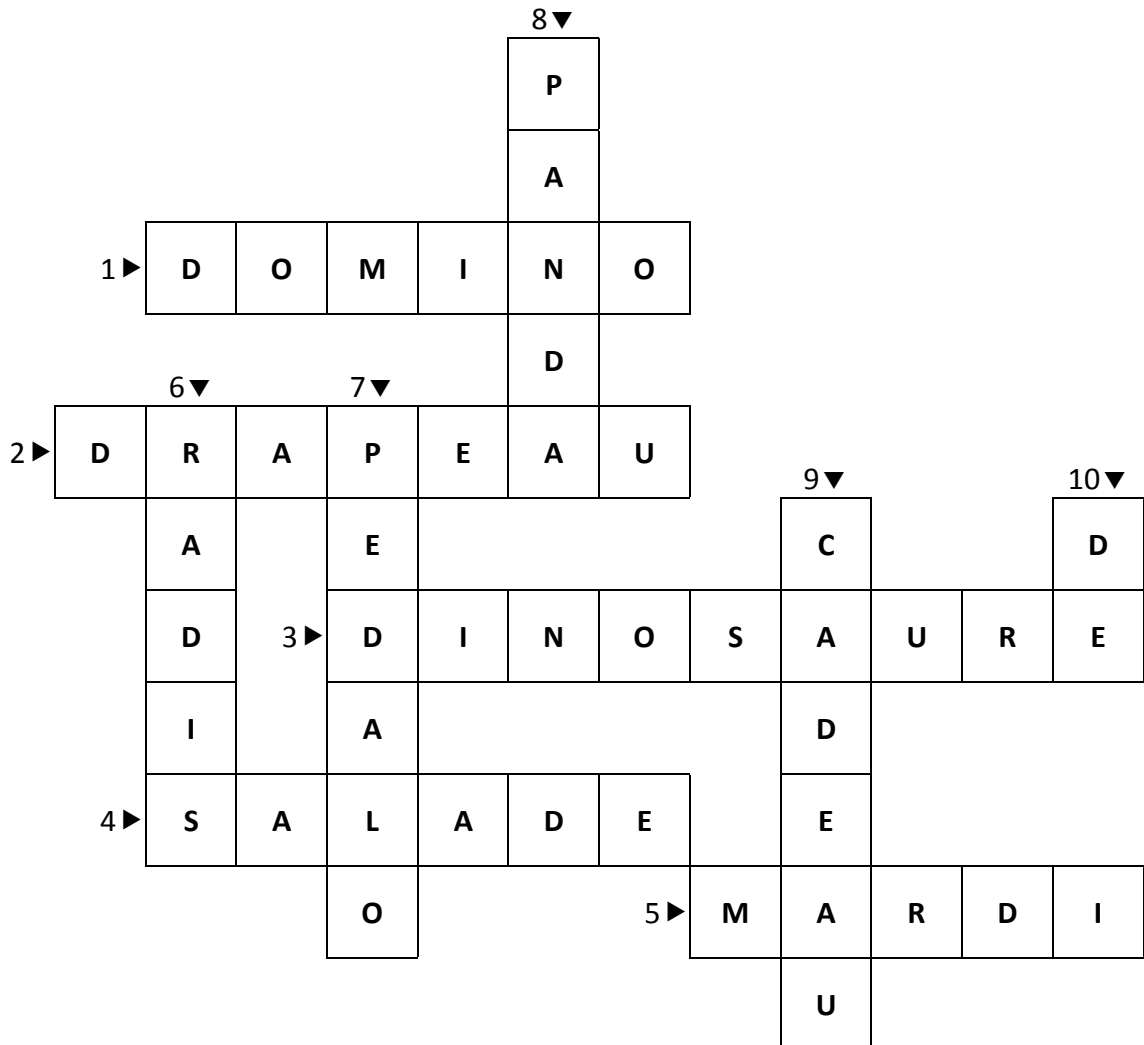 8▼
P
A
1► D O M I N O
D
6▼ 7▼
2► D R A P E A U
9▼ 10▼
A E C D
D 3► D I N O S A U R E
I A D
4► S A L A D E E
O 5► M A R D I
U